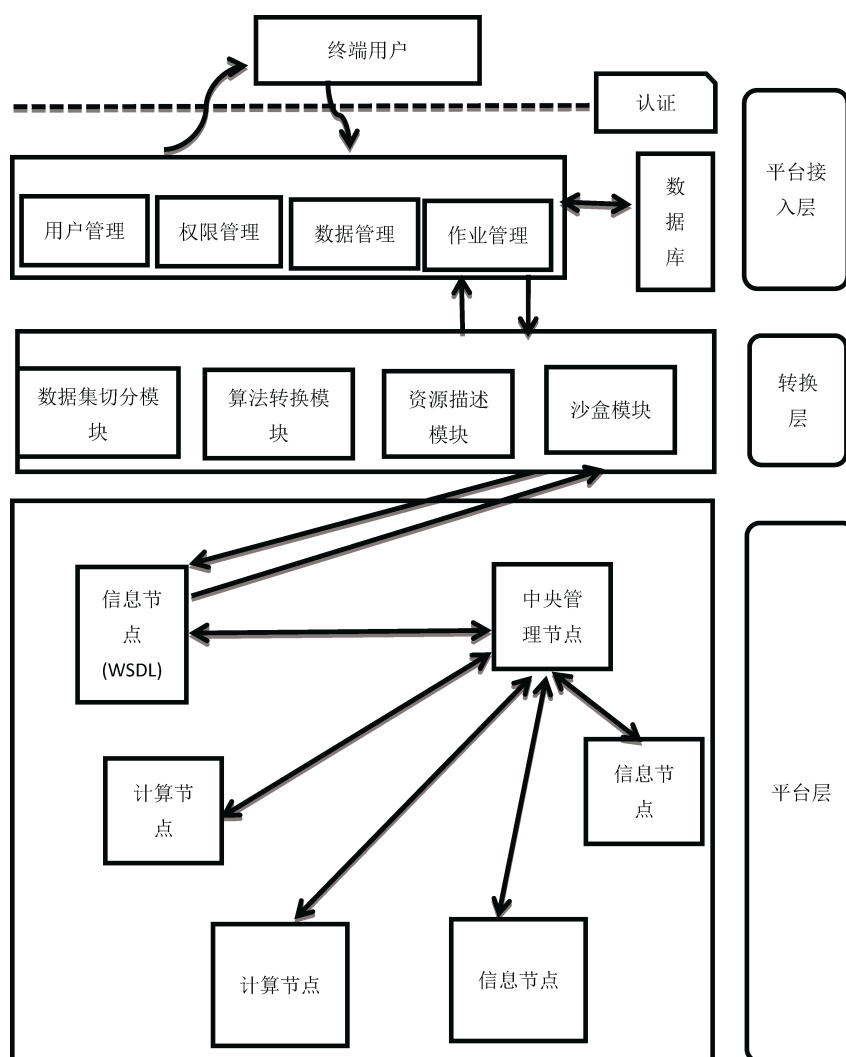 终端用户
认证
平台接
入层
数
据
库
用户管理
权限管理
数据管理
作业管理
数据集切分模
块
算法转换模
块
资源描述
模块
沙盒模块
转换
层
信息节
点
(WSDL)
中央管
理节点
信息节
点
计算节
点
平台层
计算节点
信息节点